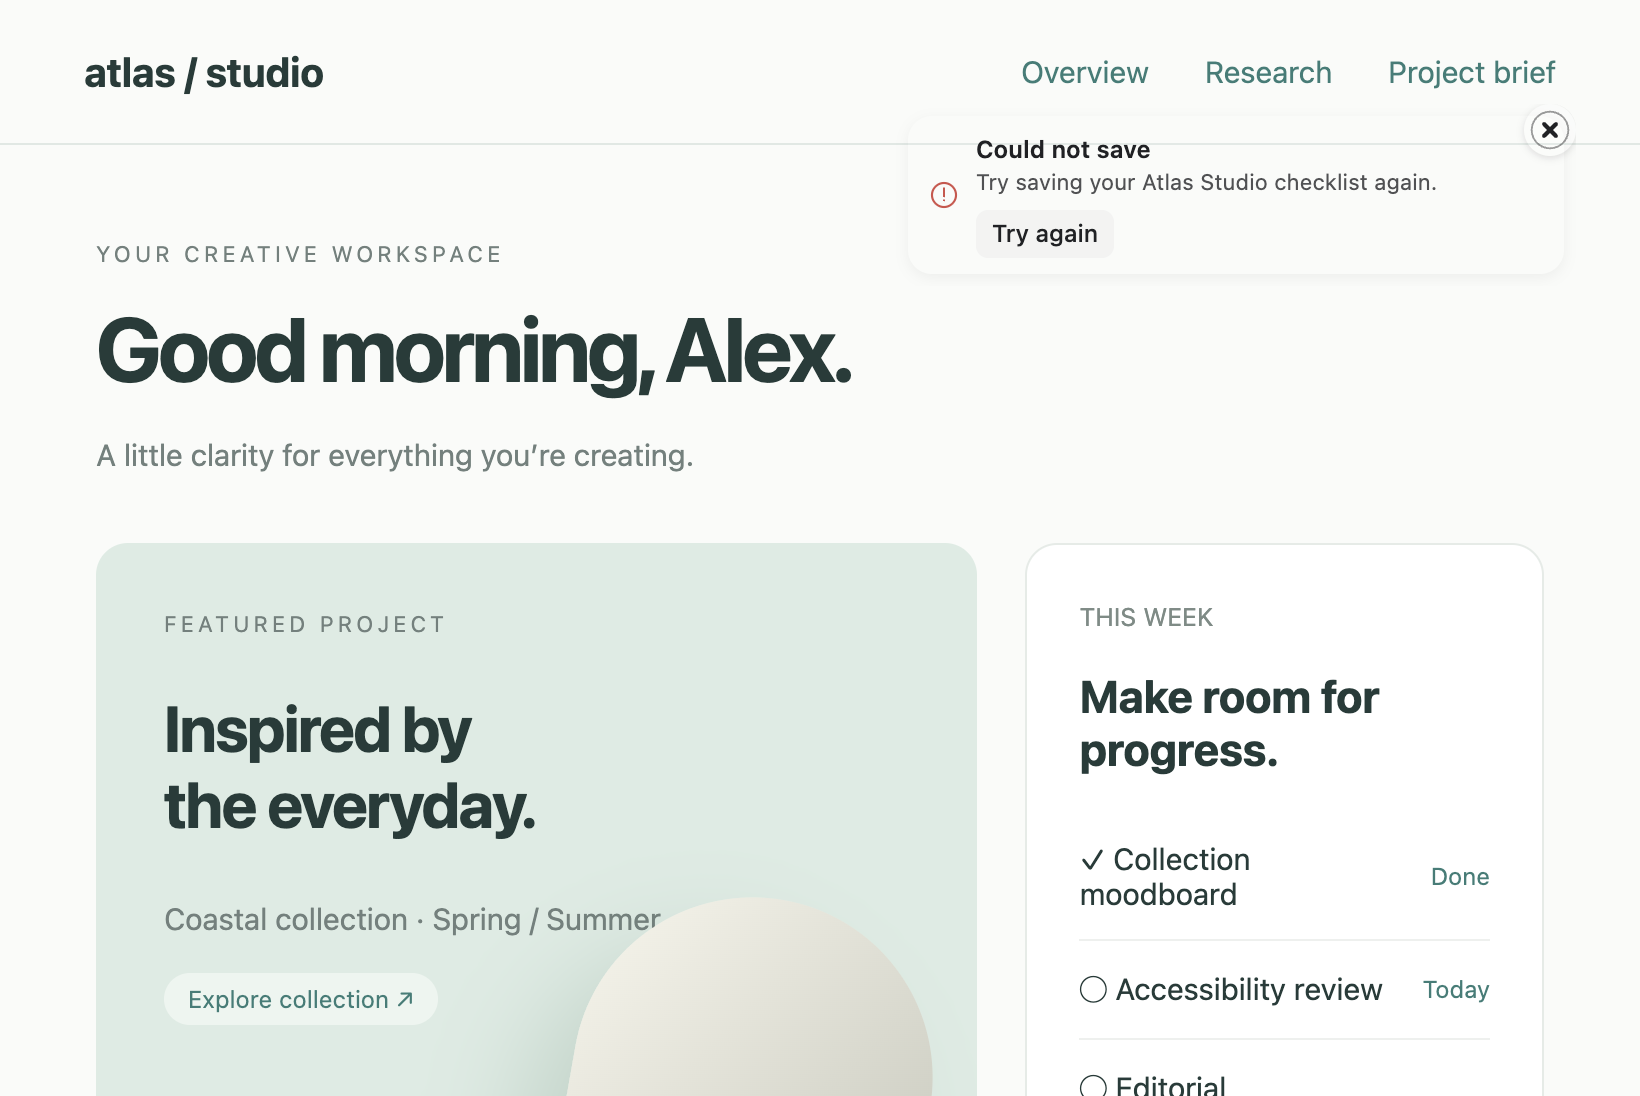 atlas / studio
Overview
Research
Project brief
Could not save
Try saving your Atlas Studio checklist again.
Try again
YOUR CREATIVE WORKSPACE
Good morning, Alex.
A little clarity for everything you’re creating.
FEATURED PROJECT
Inspired by
the everyday.
Coastal collection · Spring / Summer
Explore collection ↗
THIS WEEK
Make room for
progress.
✓ Collection
moodboard
Done
○ Accessibility review
Today
○ Editorial